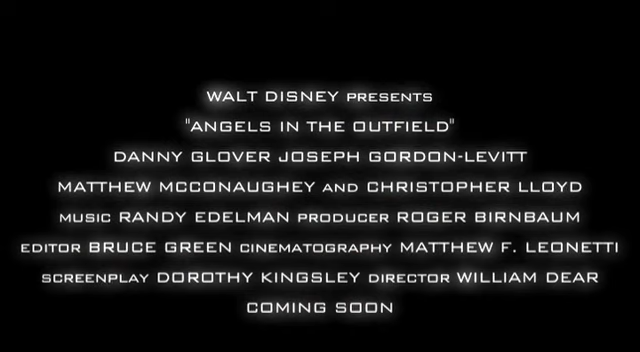 WALT DISNEY PRESENTS
"ANGELS IN THE OUTFIELD"
DANNY GLOVER JOSEPH GORDON-LEVITT
MATTHEW MCCONAUGHEY AND CHRISTOPHER LLOYD
MUSIC RANDY EDELMAN PRODUCER ROGER BIRNBAUM
EDITOR BRUCE GREEN CINEMATOGRAPHY MATTHEW F. LEONETTI
SCREENPLAY DOROTHY KINGSLEY DIRECTOR WILLIAM DEAR
COMING SOON